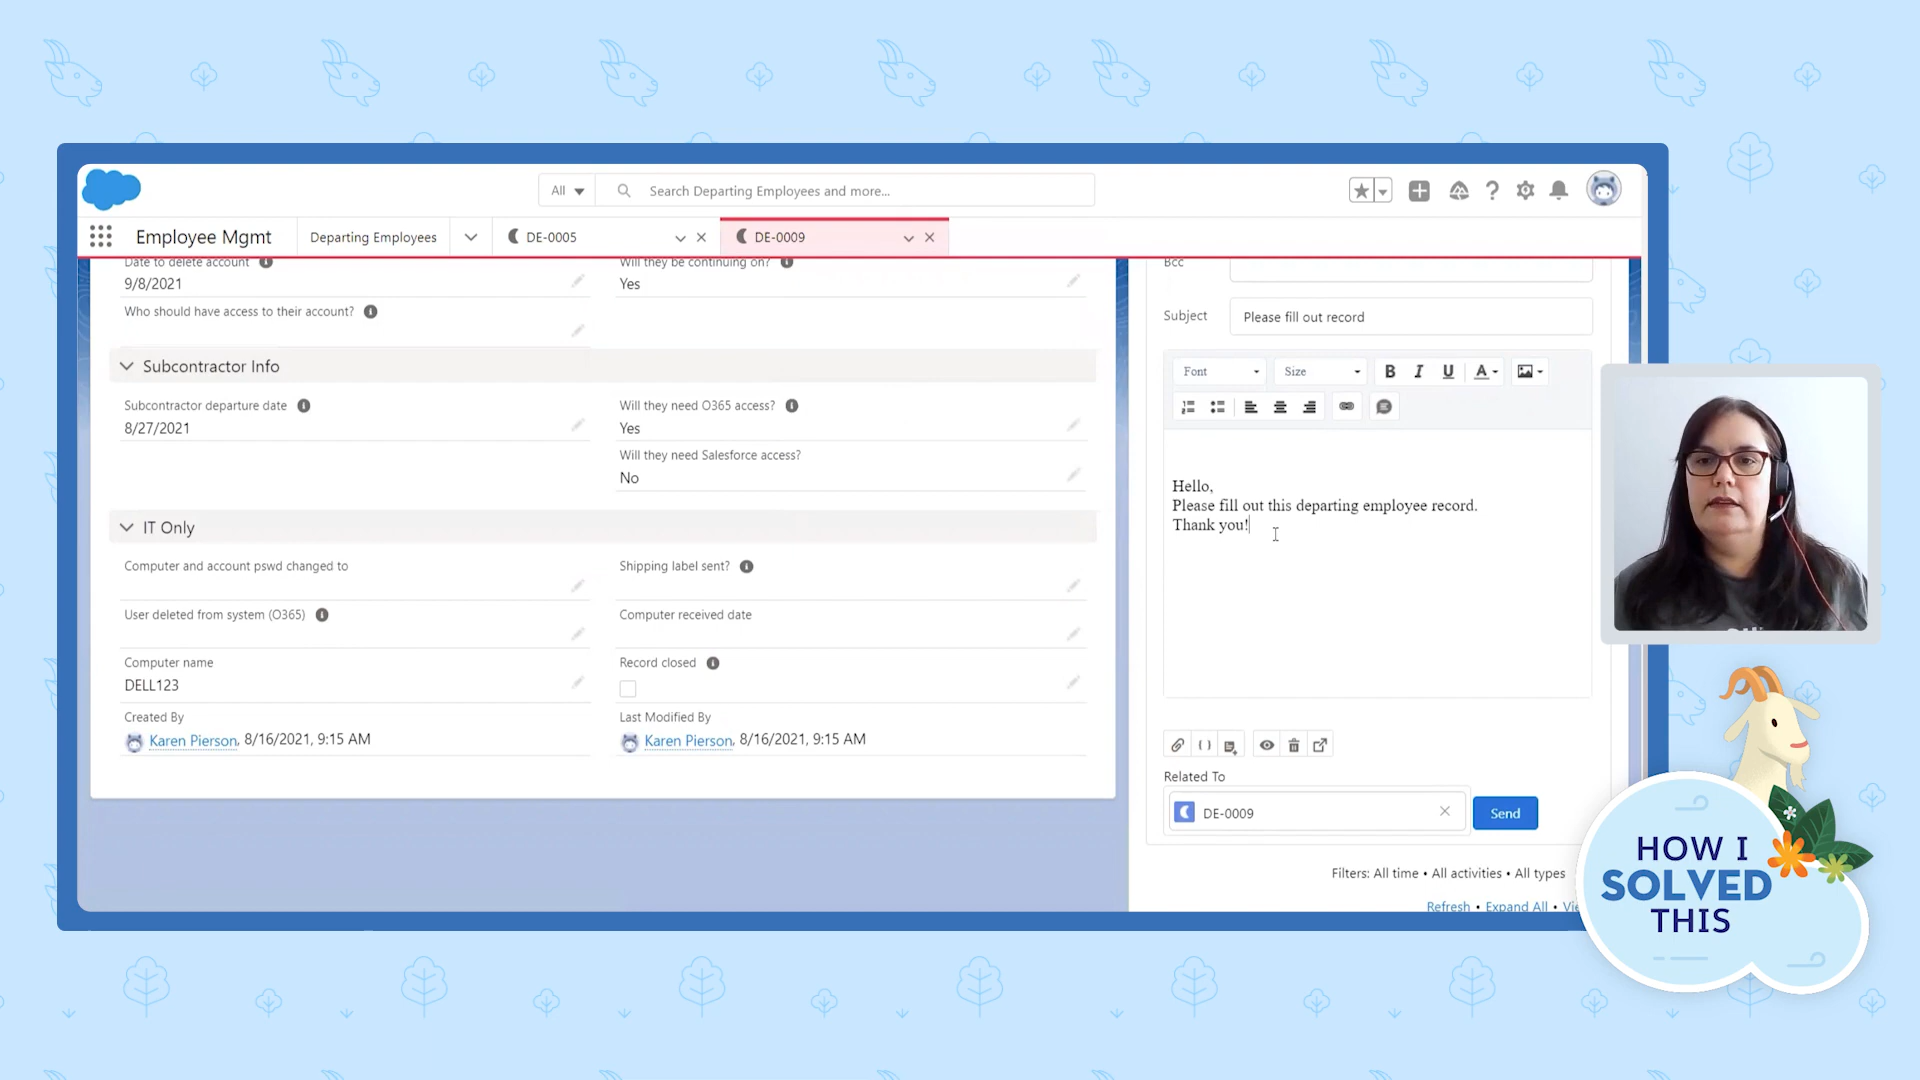 All
Search Departing Employees and more...
Employee Mgmt
Departing Employees
DE-0005
DE-0009
Date to delete account
9/8/2021
Will they be continuing on?
Yes
Who should have access to their account?
Subcontractor Info
Subcontractor departure date
8/27/2021
Will they need O365 access?
Yes
Will they need Salesforce access?
No
IT Only
Computer and account pswd changed to
Shipping label sent?
User deleted from system (O365)
Computer received date
Computer name
DELL123
Record closed
Created By
Karen Pierson, 8/16/2021, 9:15 AM
Last Modified By
Karen Pierson, 8/16/2021, 9:15 AM
Bcc
Subject
Please fill out record
Font
Size
B I U A
Hello,
Please fill out this departing employee record.
Thank you!
Related To
DE-0009
Send
Filters: All time • All activities • All types
Refresh • Expand All •
HOW I
SOLVED
THIS